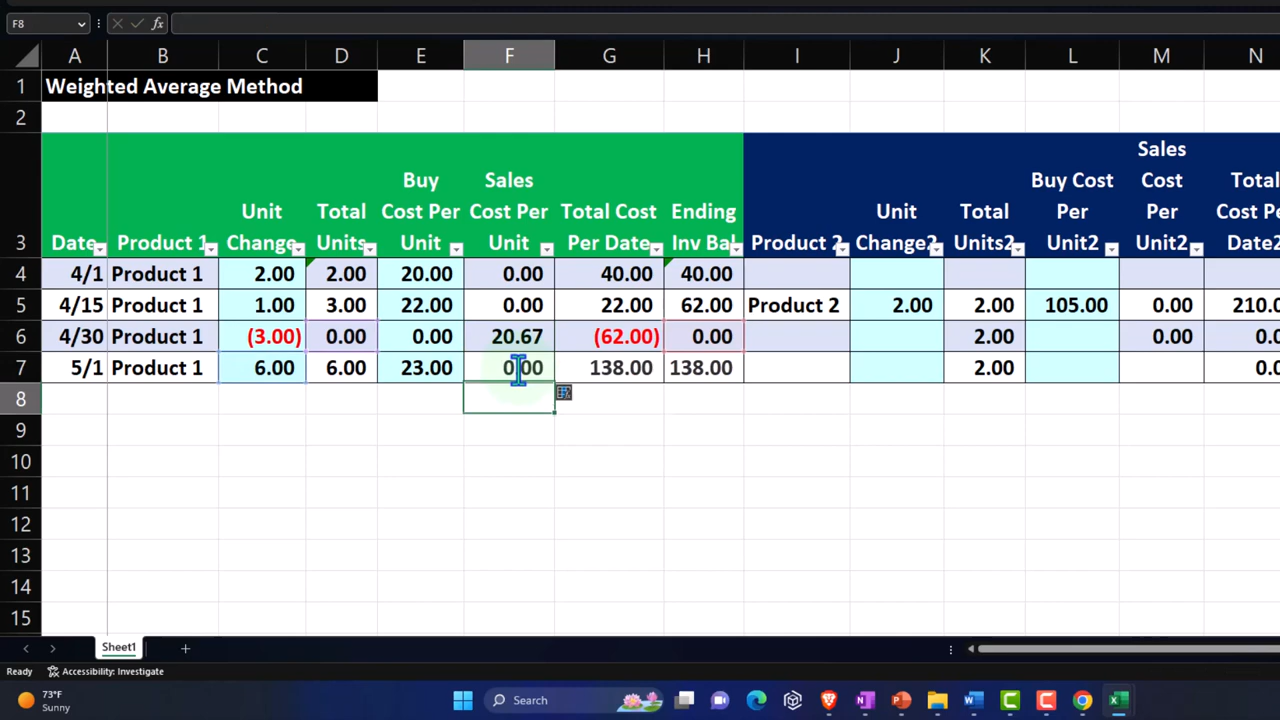 F8
fx
A B C D E F G H I J K L M N
1 Weighted Average Method
2
Sales
Buy Sales Buy Cost Cost Total
Unit Total Cost Per Cost Per Total Cost Ending Unit Total Per Per Cost P
3 Date Product 1 Change Units Unit Unit Per Date Inv Bal Product 2 Change2 Units2 Unit2 Unit2 Date2
4 4/1 Product 1 2.00 2.00 20.00 0.00 40.00 40.00
5 4/15 Product 1 1.00 3.00 22.00 0.00 22.00 62.00 Product 2 2.00 2.00 105.00 0.00 210.0
6 4/30 Product 1 (3.00) 0.00 0.00 20.67 (62.00) 0.00 2.00 0.00 0.0
7 5/1 Product 1 6.00 6.00 23.00 0.00 138.00 138.00 2.00 0.0
8
9
10
11
12
13
14
15
Sheet1
Ready Accessibility: Investigate
73°F
Sunny
Search